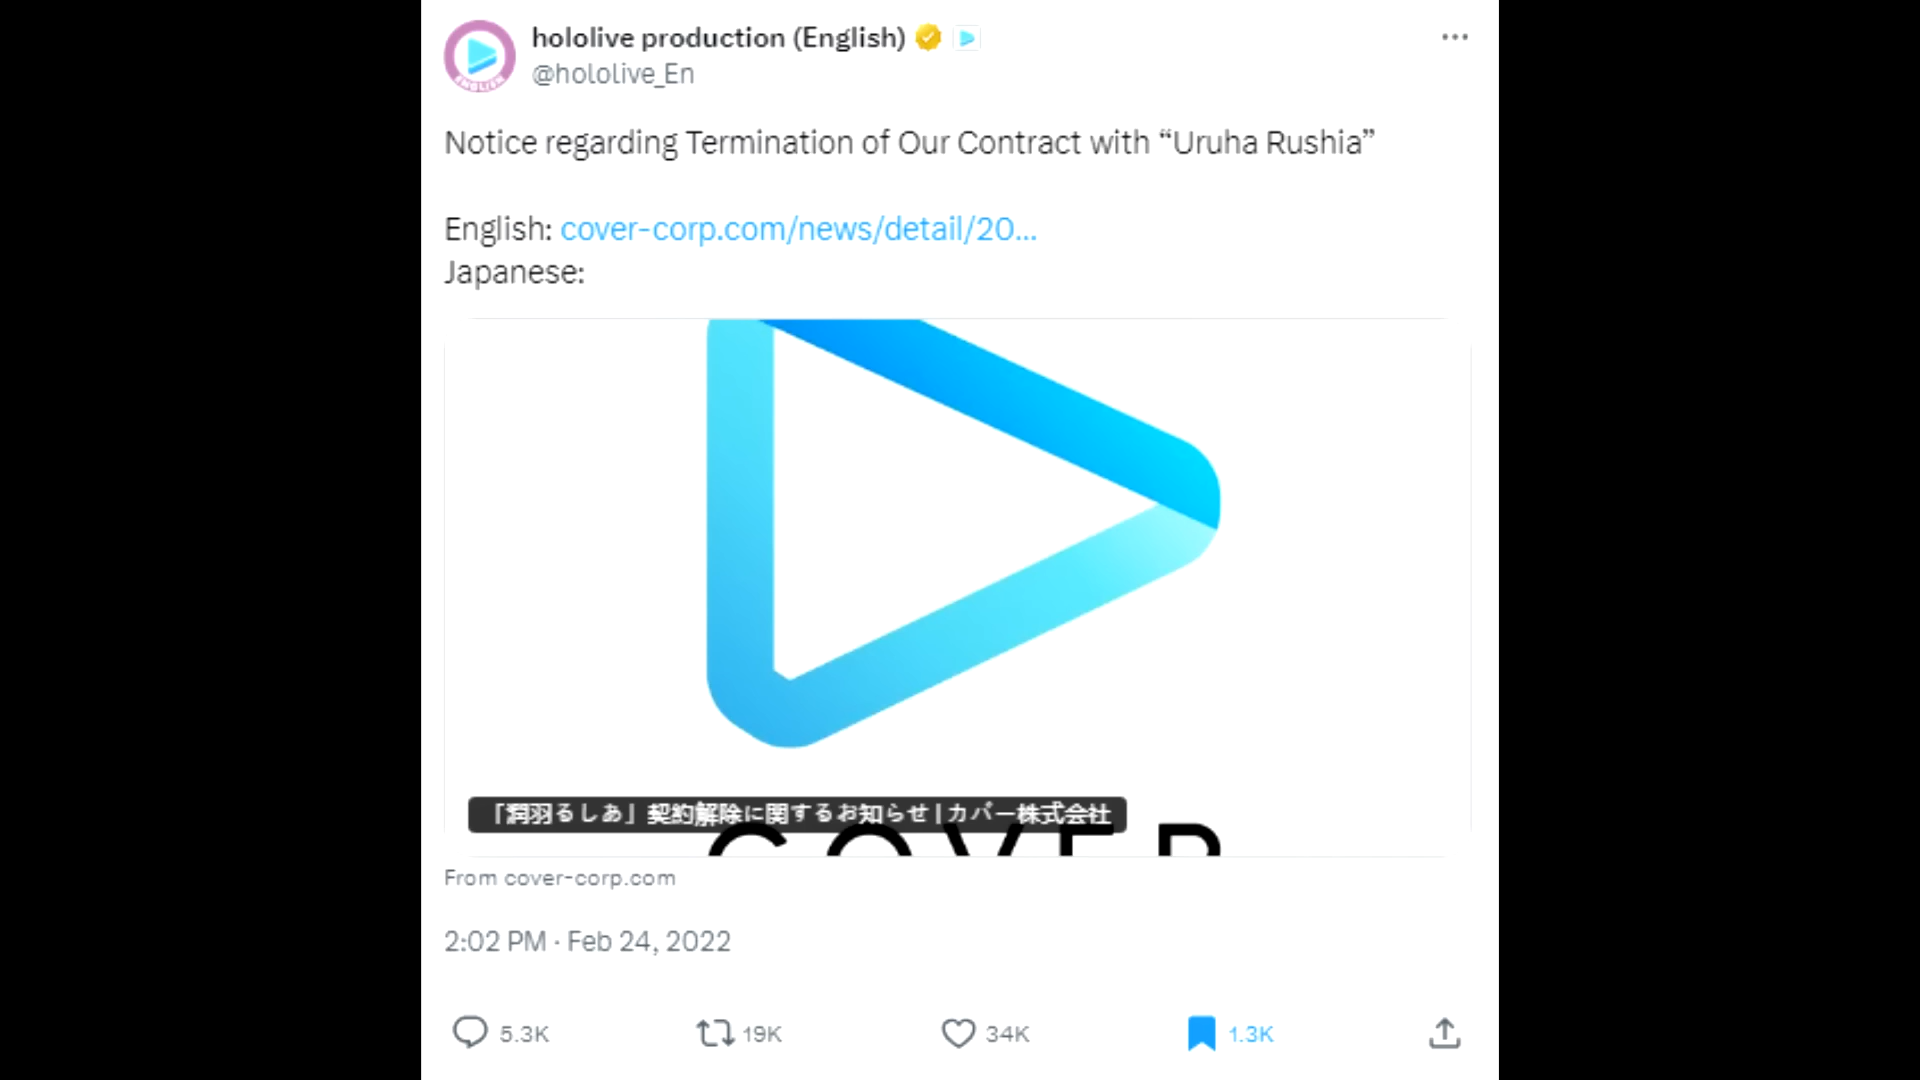 hololive production (English)
@hololive_En
Notice regarding Termination of Our Contract with “Uruha Rushia”
English: cover-corp.com/news/detail/20...
Japanese:
「潤羽るしあ」契約解除に関するお知らせ | カバー株式会社
COVER
From cover-corp.com
2:02 PM · Feb 24, 2022
5.3K
19K
34K
1.3K